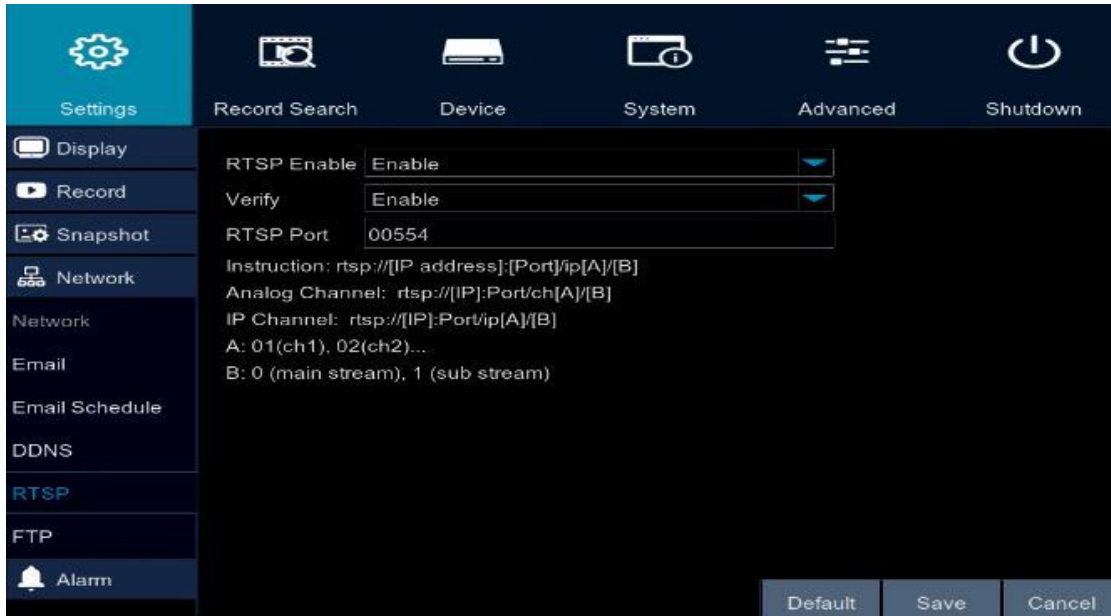 Settings
Record Search
Device
System
Advanced
Shutdown
Display
Record
Snapshot
Network
Network
Email
Email Schedule
DDNS
RTSP
FTP
Alarm
RTSP Enable Enable
Verify Enable
RTSP Port 00554
Instruction: rtsp://[IP address]:[Port]/ip[A]/[B]
Analog Channel: rtsp://[IP]:Port/ch[A]/[B]
IP Channel: rtsp://[IP]:Port/ip[A]/[B]
A: 01(ch1), 02(ch2)...
B: 0 (main stream), 1 (sub stream)
Default
Save
Cancel